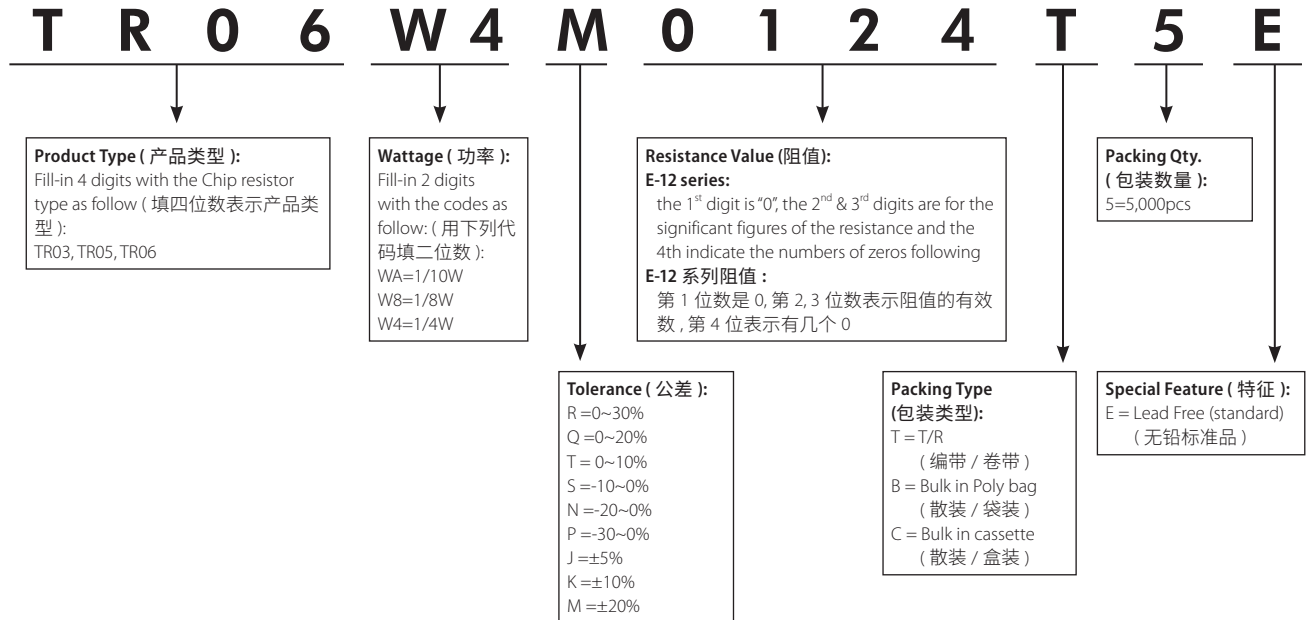 T R 0 6 W 4 M 0 1 2 4 T 5 E
Product Type ( 产品类型 ):
Fill-in 4 digits with the Chip resistor
type as follow ( 填四位数表示产品类
型 ):
TR03, TR05, TR06
Wattage ( 功率 ):
Fill-in 2 digits
with the codes as
follow: ( 用下列代
码填二位数 ):
WA=1/10W
W8=1/8W
W4=1/4W
Resistance Value (阻值):
E-12 series:
the 1st digit is "0", the 2nd & 3rd digits are for the
significant figures of the resistance and the
4th indicate the numbers of zeros following
E-12 系列阻值 :
第 1 位数是 0, 第 2, 3 位数表示阻值的有效
数 , 第 4 位表示有几个 0
Packing Qty.
( 包装数量 ):
5=5,000pcs
Tolerance ( 公差 ):
R =0~30%
Q =0~20%
T = 0~10%
S =-10~0%
N =-20~0%
P =-30~0%
J =±5%
K =±10%
M =±20%
Packing Type
(包装类型):
T = T/R
( 编带 / 卷带 )
B = Bulk in Poly bag
( 散装 / 袋装 )
C = Bulk in cassette
( 散装 / 盒装 )
Special Feature ( 特征 ):
E = Lead Free (standard)
( 无铅标准品 )